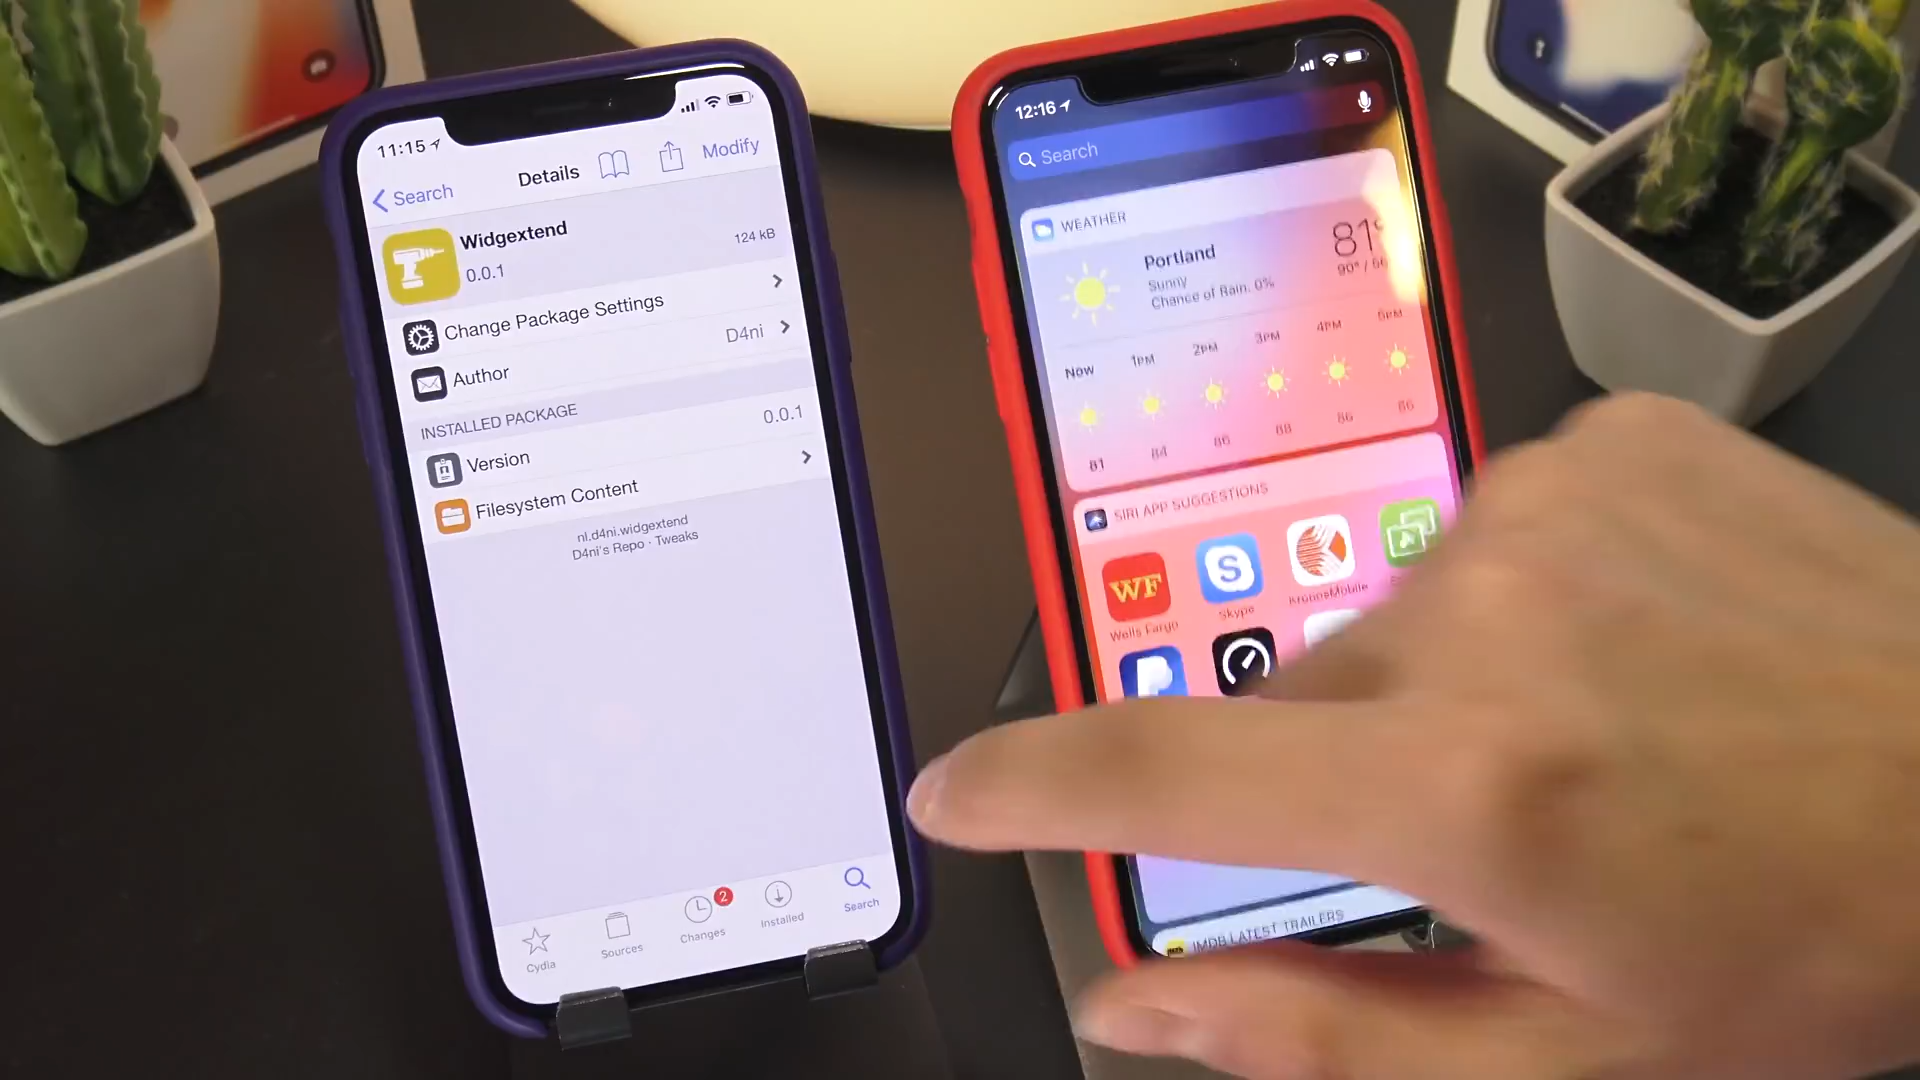 11:15
Search
Details
Modify
Widgextend
0.0.1
124 kB
Change Package Settings
Author
D4ni
INSTALLED PACKAGE
Version
0.0.1
Filesystem Content
nl.d4ni.widgextend
D4ni's Repo · Tweaks
Cydia
Sources
Changes
2
Installed
Search
12:16
Search
WEATHER
Portland
Sunny
Chance of Rain: 0%
81°
Now 1PM 2PM 3PM 4PM 5PM
81 84 86 88 86 86
SIRI APP SUGGESTIONS
WF
S
Wells Fargo
Skype
KronosMobile
IMDB LATEST TRAILERS